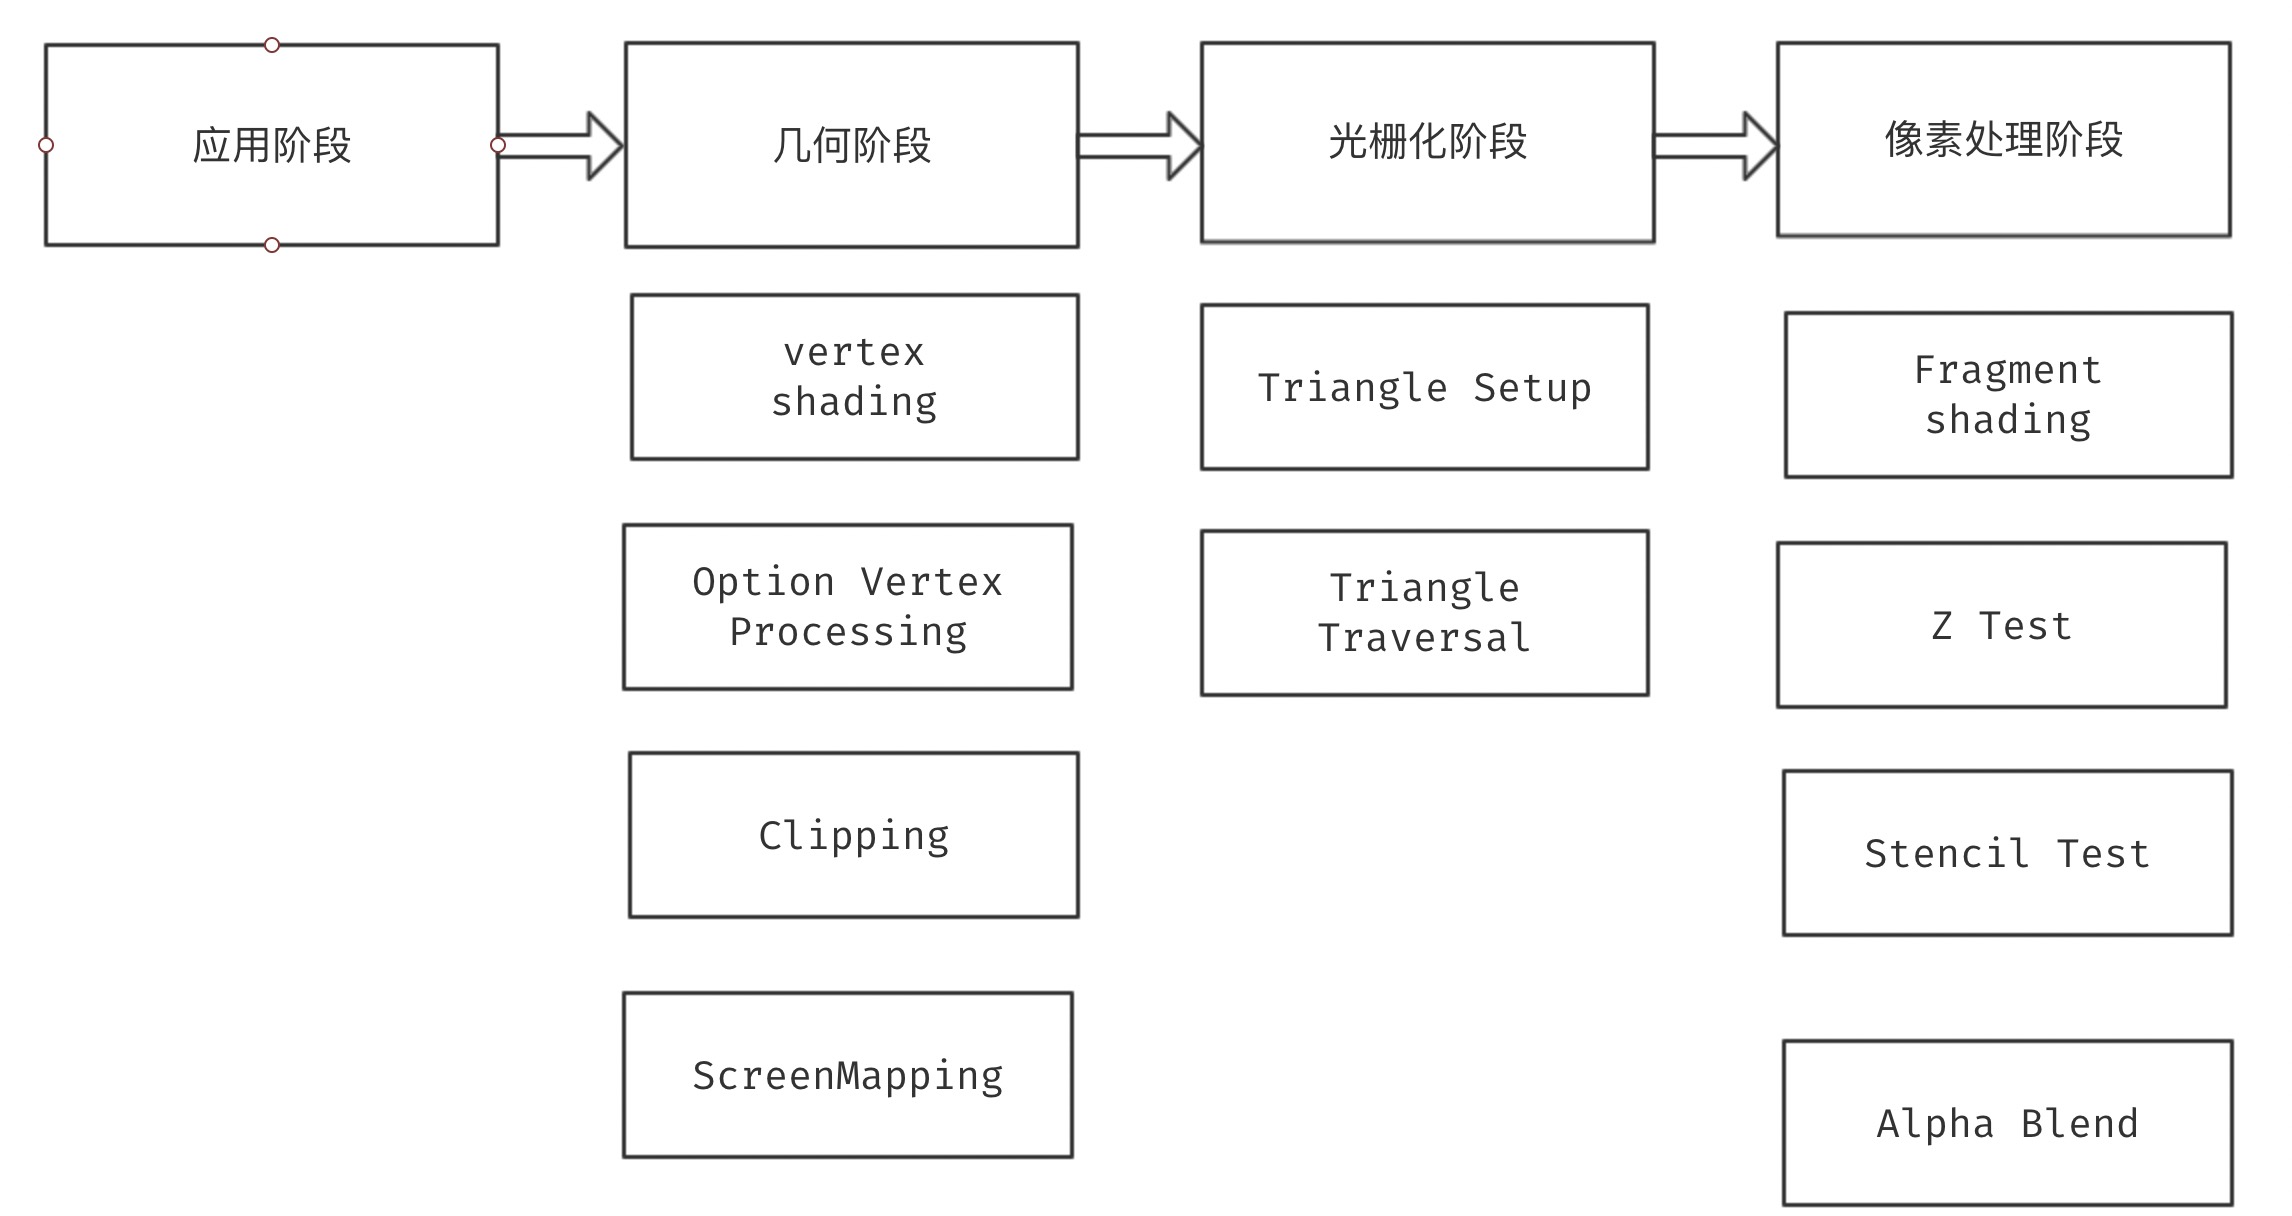 应用阶段
几何阶段
光栅化阶段
像素处理阶段
vertex
shading
Option Vertex
Processing
Clipping
ScreenMapping
Triangle Setup
Triangle
Traversal
Fragment
shading
Z Test
Stencil Test
Alpha Blend